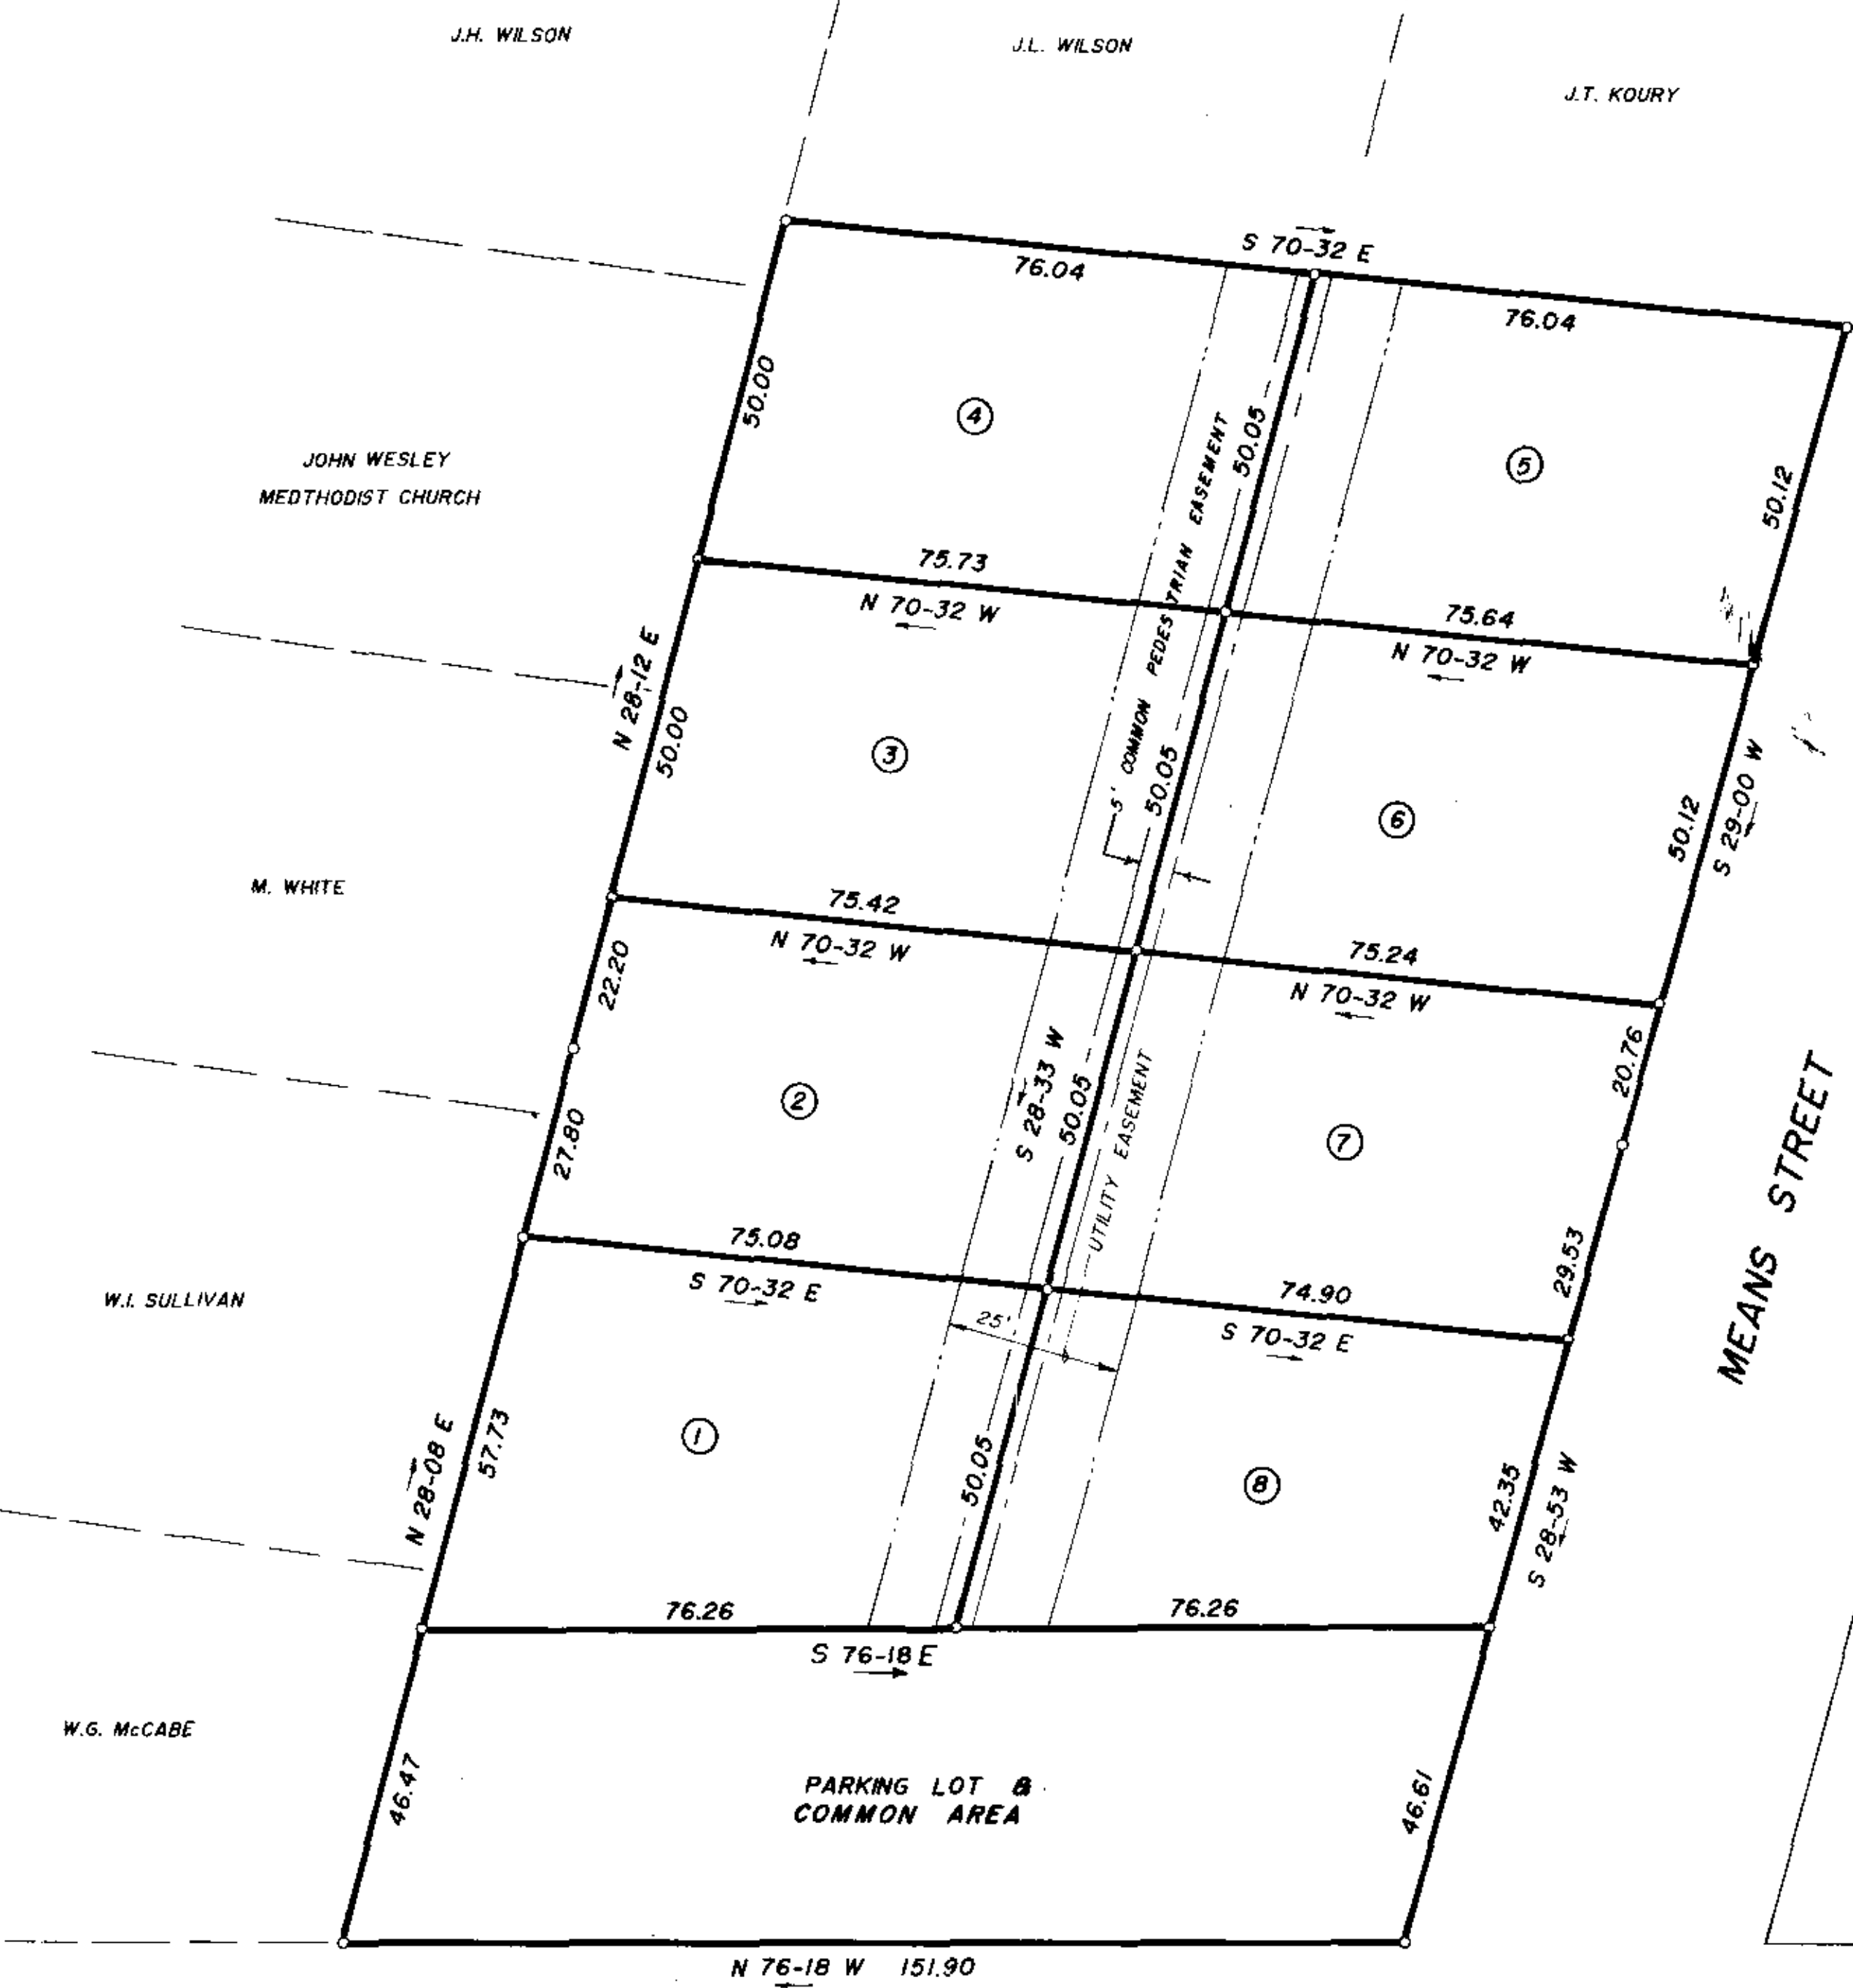 J.H. WILSON
J.L. WILSON
J.T. KOURY
S 70-32 E
76.04
76.04
50.00
4
50.05
5
50.12
JOHN WESLEY
MEDTHODIST CHURCH
5' COMMON PEDESTRIAN EASEMENT
75.73
N 70-32 W
75.64
N 70-32 W
N 28-12 E
50.00
3
50.05
6
50.12
S 29-00 W
M. WHITE
75.42
N 70-32 W
75.24
N 70-32 W
22.20
27.80
2
S 28-33 W
50.05
UTILITY EASEMENT
7
20.76
29.53
MEANS STREET
W.I. SULLIVAN
75.08
S 70-32 E
74.90
S 70-32 E
25'
N 28-08 E
57.73
1
50.05
8
42.35
S 28-53 W
76.26
76.26
S 76-18 E
W.G. McCABE
46.47
PARKING LOT &
COMMON AREA
46.61
N 76-18 W 151.90